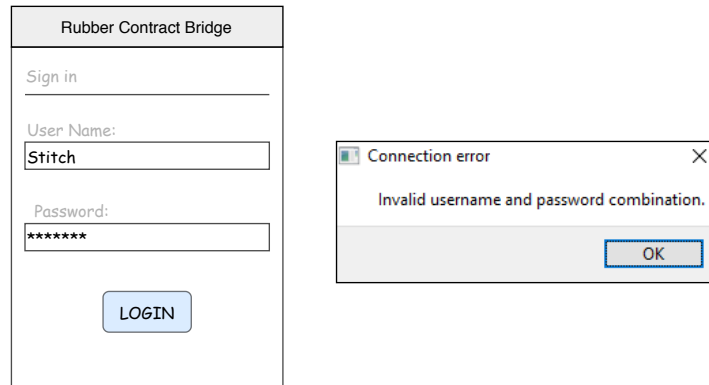 Rubber Contract Bridge
Sign in
User Name:
Stitch
Password:
*******
LOGIN
Connection error
Invalid username and password combination.
OK